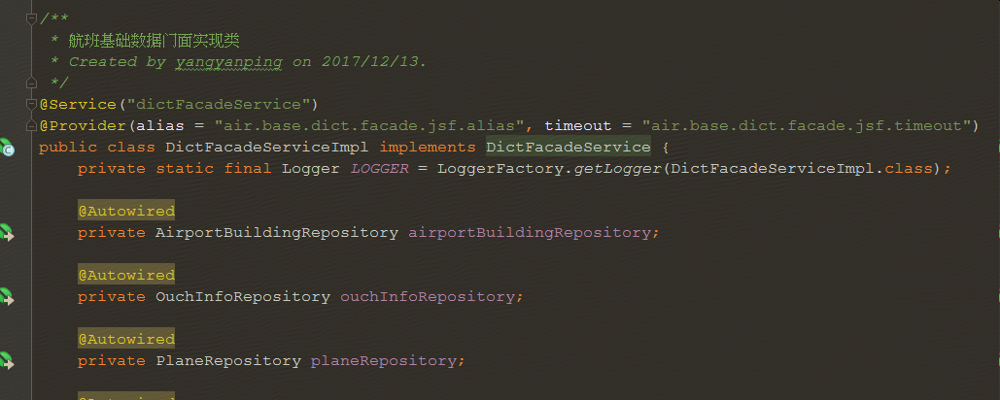 /**
* 航班基础数据门面实现类
* Created by yangyanping on 2017/12/13.
*/
@Service("dictFacadeService")
@Provider(alias = "air.base.dict.facade.jsf.alias", timeout = "air.base.dict.facade.jsf.timeout")
public class DictFacadeServiceImpl implements DictFacadeService {
private static final Logger LOGGER = LoggerFactory.getLogger(DictFacadeServiceImpl.class);
@Autowired
private AirportBuildingRepository airportBuildingRepository;
@Autowired
private OuchInfoRepository ouchInfoRepository;
@Autowired
private PlaneRepository planeRepository;